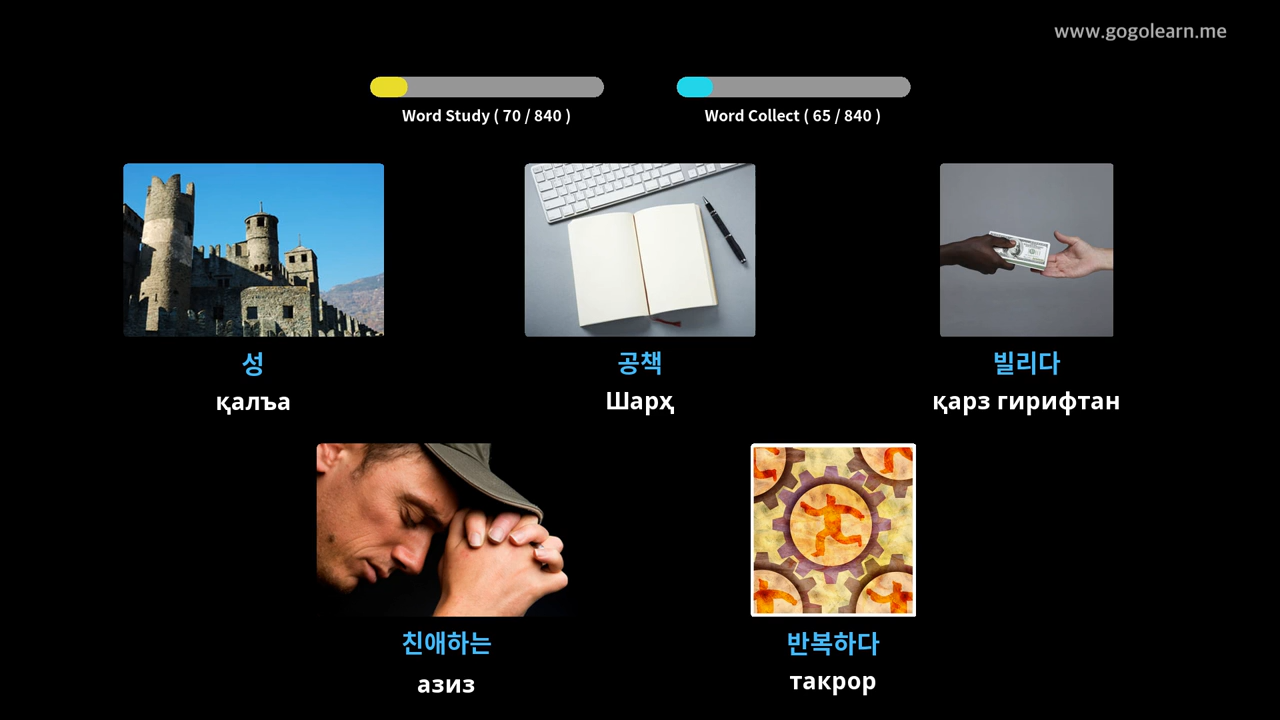 www.gogolearn.me
Word Study ( 70 / 840 )
Word Collect ( 65 / 840 )
성
қалъа
공책
Шарҳ
빌리다
қарз гирифтан
친애하는
азиз
반복하다
такрор